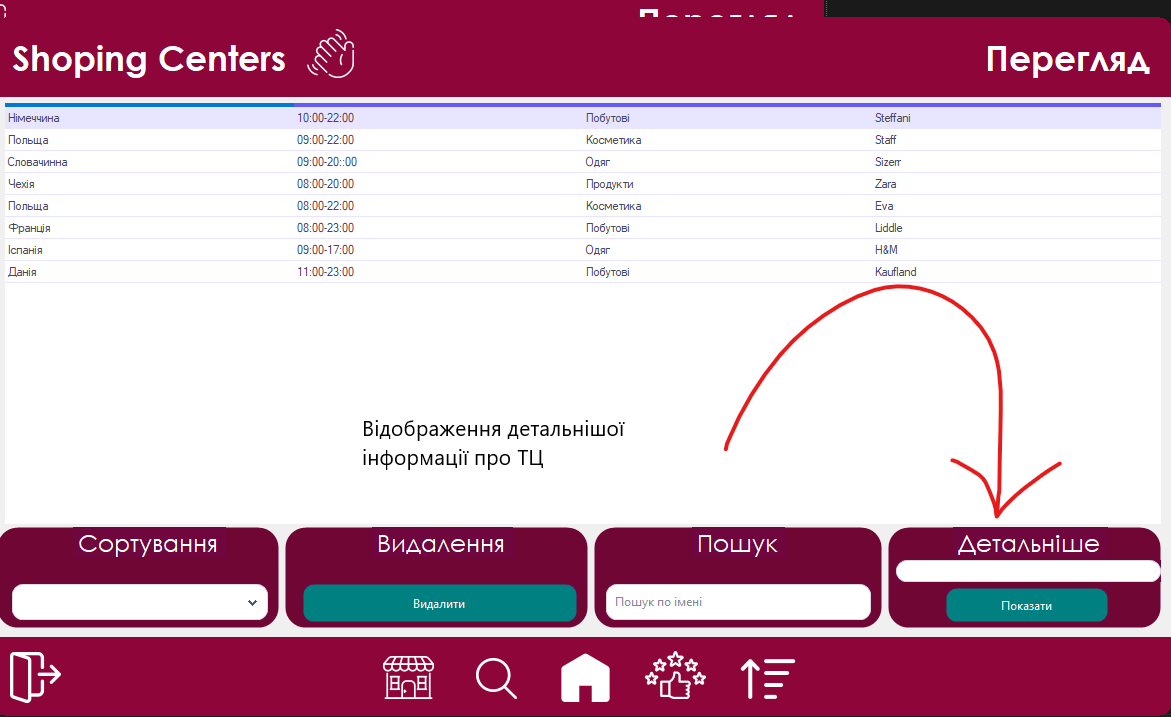 Перегляд
Shoping Centers
Перегляд
Німеччина 10:00-22:00 Побутові Steffani
Польща 09:00-22:00 Косметика Staff
Словаччинна 09:00-20::00 Одяг Sizerr
Чехія 08:00-20:00 Продукти Zara
Польща 08:00-22:00 Косметика Eva
Франція 08:00-23:00 Побутові Liddle
Іспанія 09:00-17:00 Одяг H&M
Данія 11:00-23:00 Побутові Kaufland
Відображення детальнішої
інформації про ТЦ
Сортування
Видалення
Видалити
Пошук
Пошук по імені
Детальніше
Показати